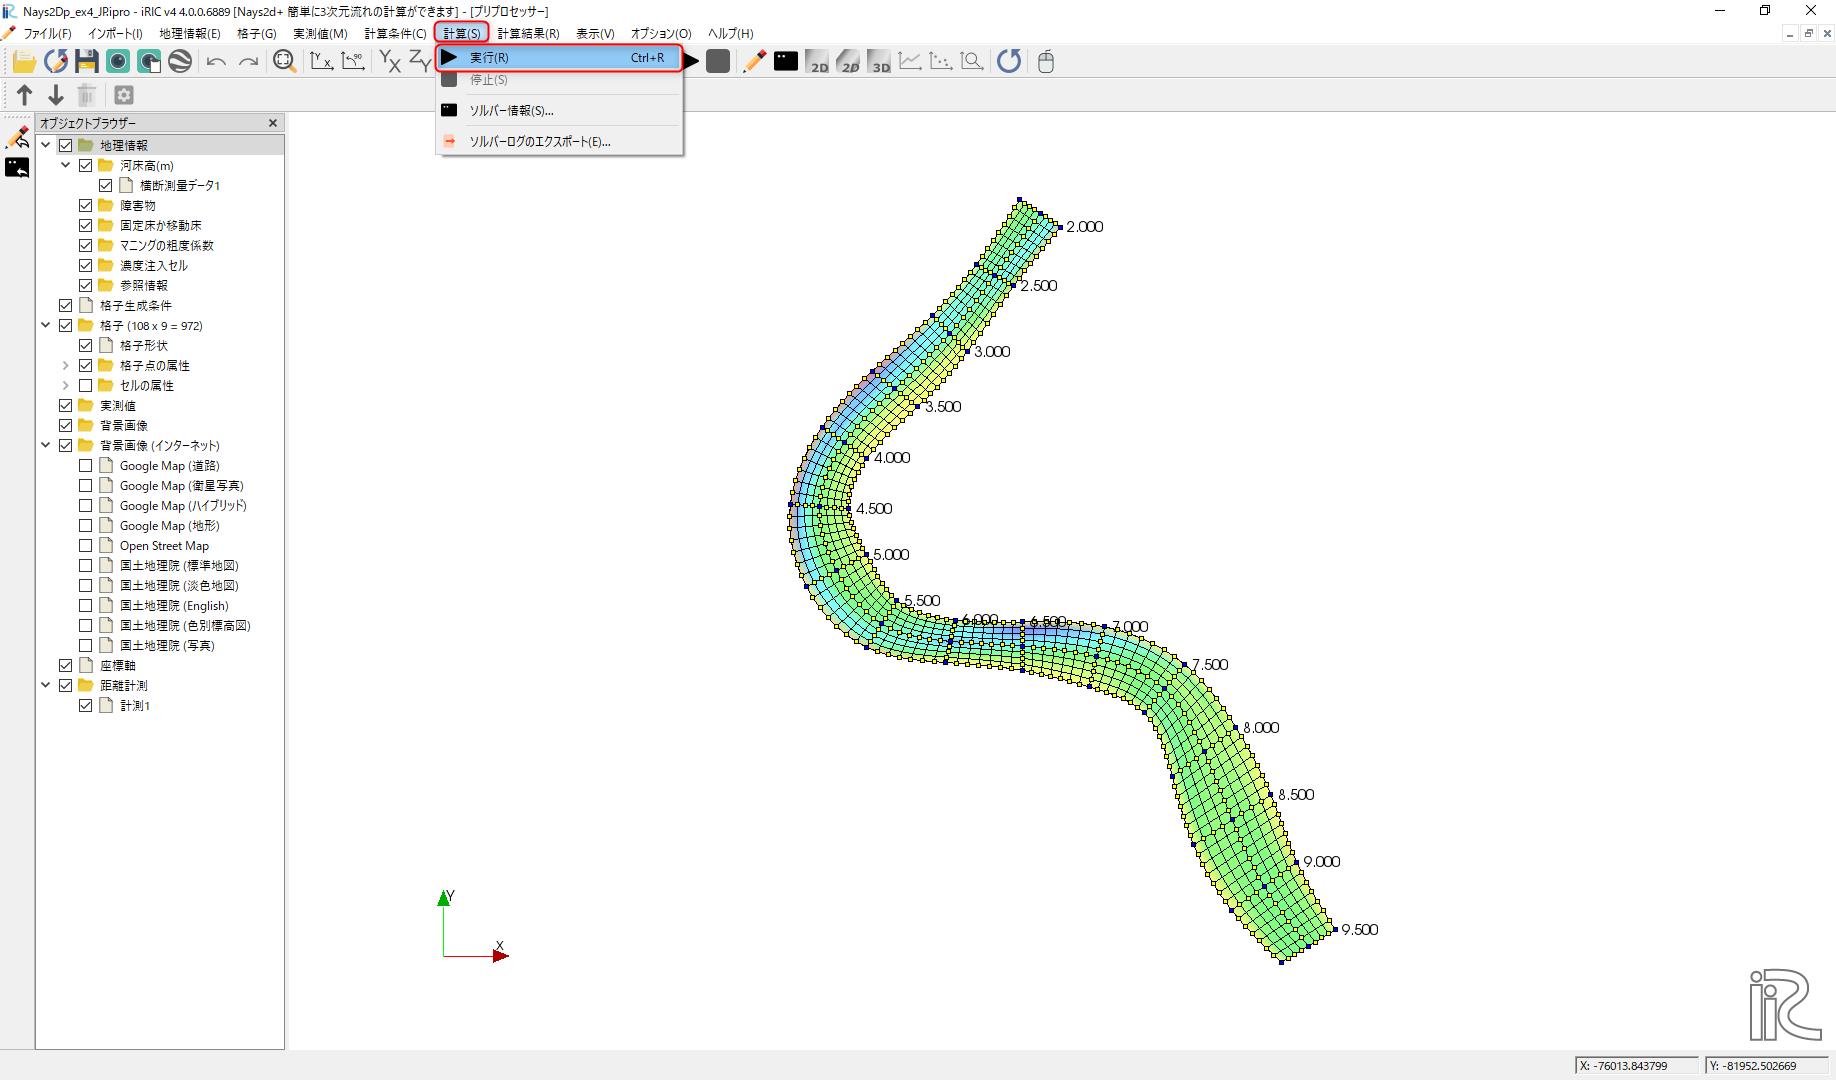 Nays2Dp_ex4_JP.ipro - iRIC v4 4.0.0.6889 [Nays2d+ 簡単に3次元流れの計算ができます] - [プリプロセッサー]
ファイル(F) インポート(I) 地理情報(E) 格子(G) 実測値(M) 計算条件(C) 計算(S) 計算結果(R) 表示(V) オプション(O) ヘルプ(H)
実行(R) Ctrl+R
停止(S)
ソルバー情報(S)...
ソルバーログのエクスポート(E)...
2D 2D 3D
オブジェクトブラウザー
地理情報
河床高(m)
横断測量データ1
障害物
固定床か移動床
マニングの粗度係数
濃度注入セル
参照情報
格子生成条件
格子 (108 x 9 = 972)
格子形状
格子点の属性
セルの属性
実測値
背景画像
背景画像 (インターネット)
Google Map (道路)
Google Map (衛星写真)
Google Map (ハイブリッド)
Google Map (地形)
Open Street Map
国土地理院 (標準地図)
国土地理院 (淡色地図)
国土地理院 (English)
国土地理院 (色別標高図)
国土地理院 (写真)
座標軸
距離計測
計測1
2.000
2.500
3.000
3.500
4.000
4.500
5.000
5.500
6.000
6.500
7.000
7.500
8.000
8.500
9.000
9.500
Y
X
iRIC
X: -76013.843799
Y: -81952.502669